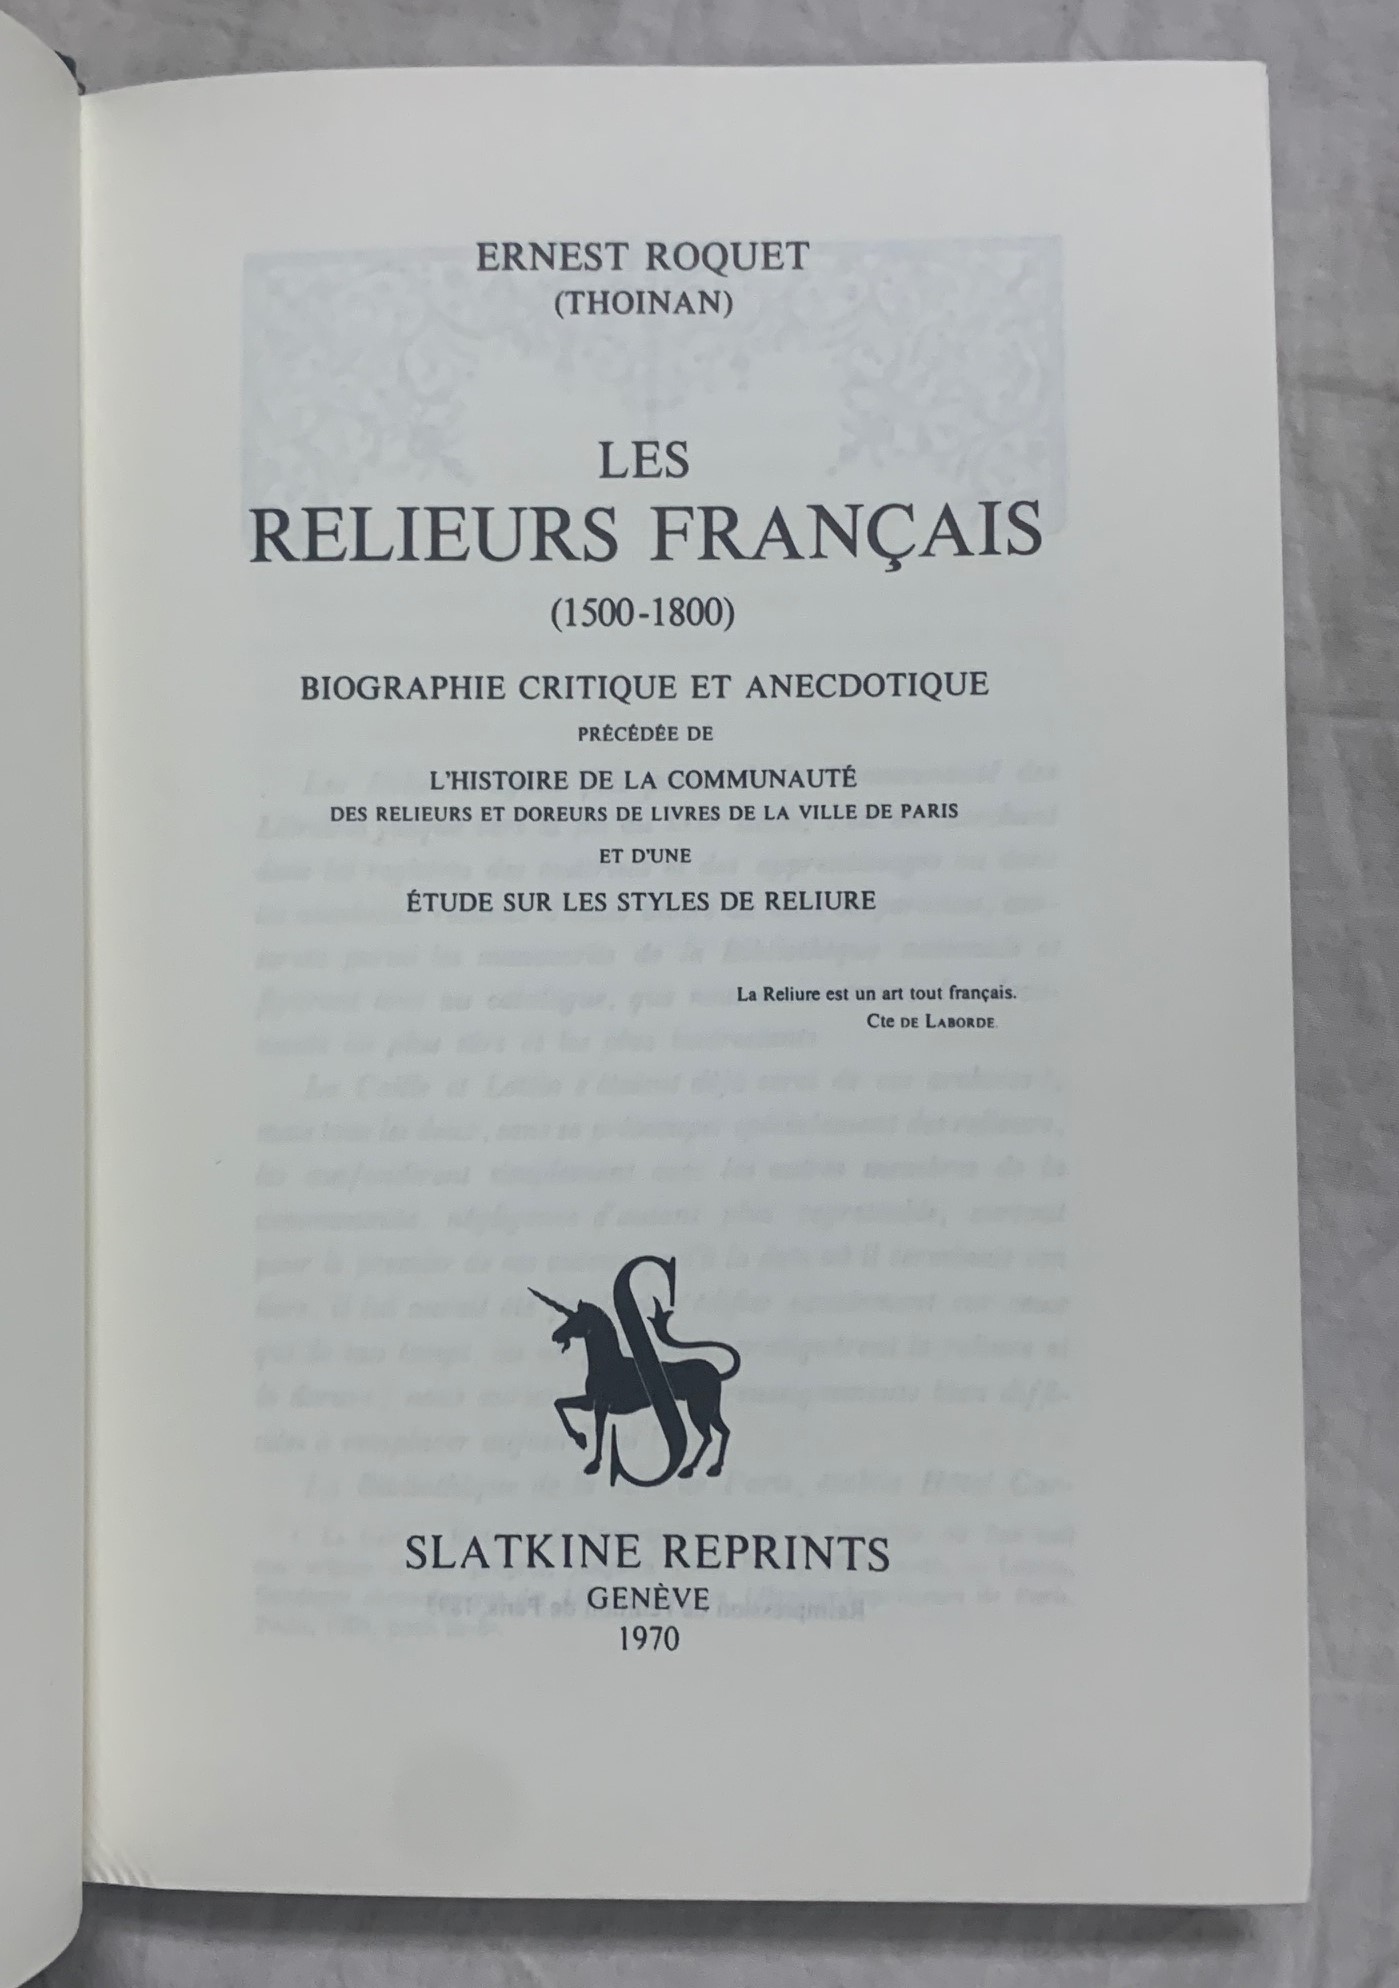 ERNEST ROQUET
(THOINAN)
LES
RELIEURS FRANÇAIS
(1500-1800)
BIOGRAPHIE CRITIQUE ET ANECDOTIQUE
PRÉCÉDÉE DE
L'HISTOIRE DE LA COMMUNAUTÉ
DES RELIEURS ET DOREURS DE LIVRES DE LA VILLE DE PARIS
ET D'UNE
ÉTUDE SUR LES STYLES DE RELIURE
La Reliure est un art tout français.
Cte DE LABORDE.
S
SLATKINE REPRINTS
GENÈVE
1970